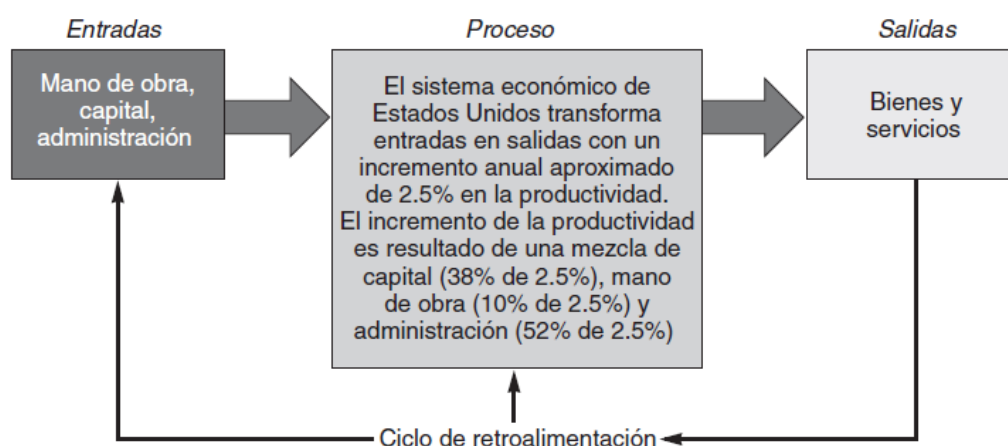 Entradas
Proceso
Salidas
Mano de obra,
capital,
administración
El sistema económico de
Estados Unidos transforma
entradas en salidas con un
incremento anual aproximado
de 2.5% en la productividad.
El incremento de la productividad
es resultado de una mezcla de
capital (38% de 2.5%), mano
de obra (10% de 2.5%) y
administración (52% de 2.5%)
Bienes y
servicios
Ciclo de retroalimentación